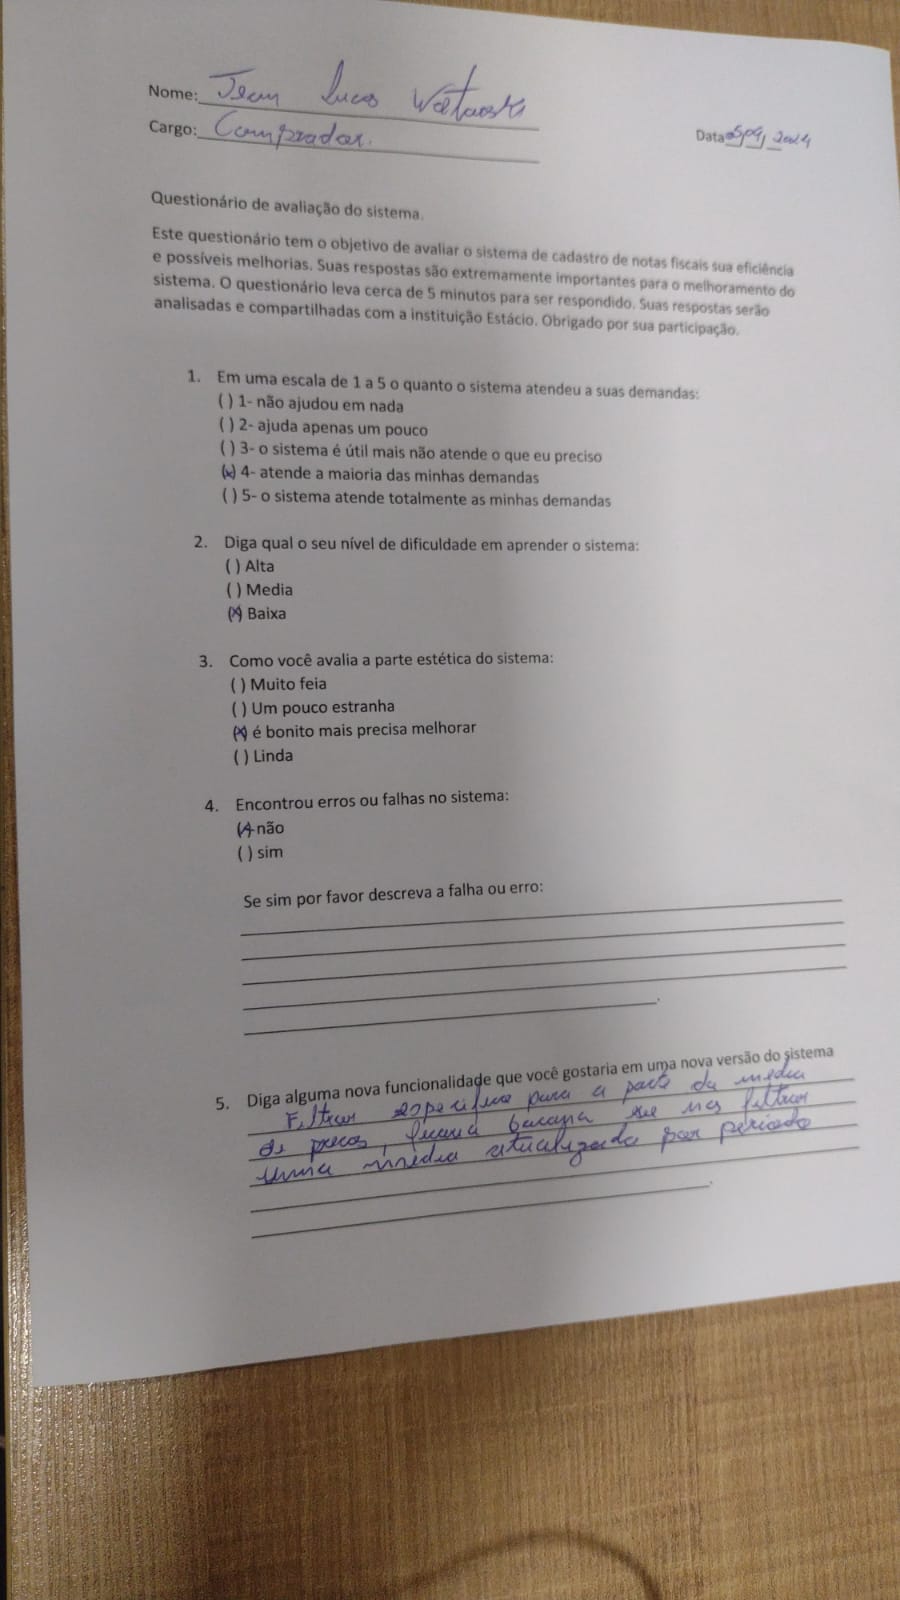 Nome: Jean Lucas
Cargo: Comprador.
Data 2024
Questionário de avaliação do sistema.
Este questionário tem o objetivo de avaliar o sistema de cadastro de notas fiscais sua eficiência
e possíveis melhorias. Suas respostas são extremamente importantes para o melhoramento do
sistema. O questionário leva cerca de 5 minutos para ser respondido. Suas respostas serão
analisadas e compartilhadas com a instituição Estácio. Obrigado por sua participação.
1. Em uma escala de 1 a 5 o quanto o sistema atendeu a suas demandas:
( ) 1- não ajudou em nada
( ) 2- ajuda apenas um pouco
( ) 3- o sistema é útil mais não atende o que eu preciso
(x) 4- atende a maioria das minhas demandas
( ) 5- o sistema atende totalmente as minhas demandas
2. Diga qual o seu nível de dificuldade em aprender o sistema:
( ) Alta
( ) Media
(x) Baixa
3. Como você avalia a parte estética do sistema:
( ) Muito feia
( ) Um pouco estranha
(x) é bonito mais precisa melhorar
( ) Linda
4. Encontrou erros ou falhas no sistema:
(x) não
( ) sim
Se sim por favor descreva a falha ou erro:
5. Diga alguma nova funcionalidade que você gostaria em uma nova versão do sistema
Filtrar especifico para a parte da média
de precos, ficaria bacana se nos filtrar
uma média atualizada por periodo